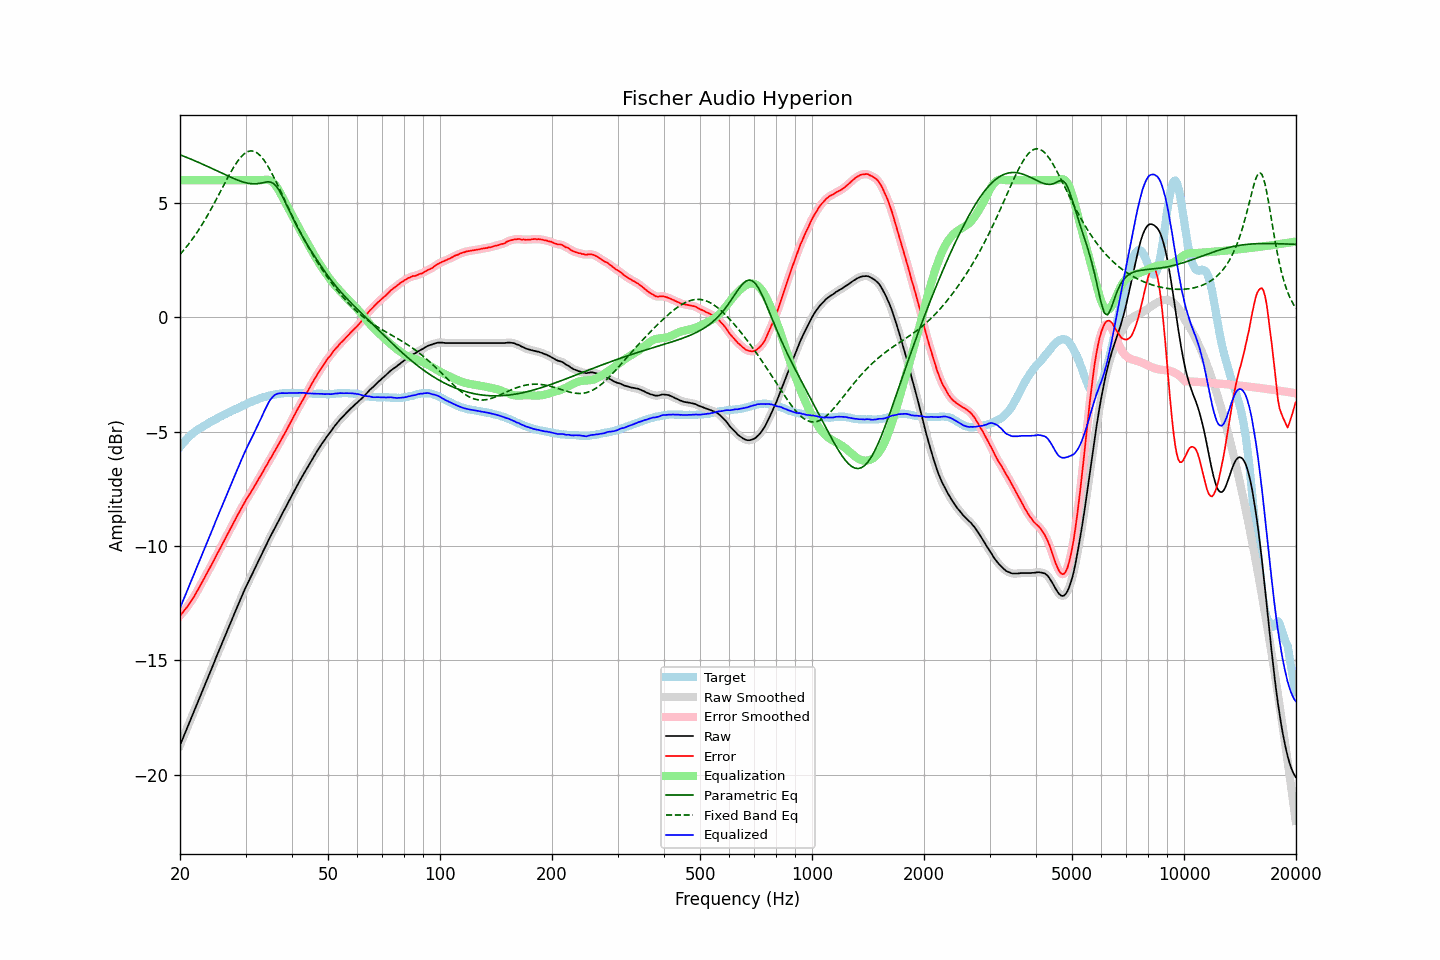 Fischer Audio Hyperion
Amplitude (dBr)
5
0
−5
−10
−15
−20
Target
Raw Smoothed
Error Smoothed
Raw
Error
Equalization
Parametric Eq
Fixed Band Eq
Equalized
20 50 100 200 500 1000 2000 5000 10000 20000
Frequency (Hz)